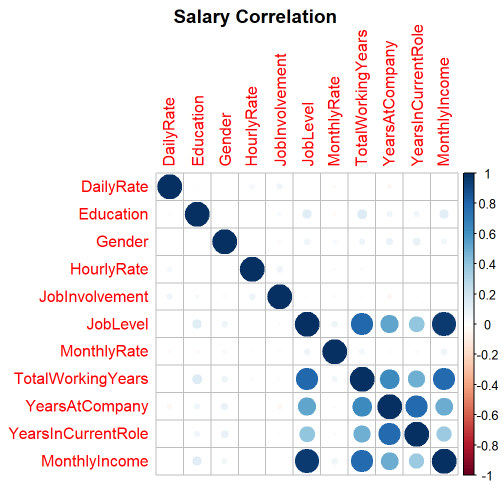 Salary Correlation
DailyRate
Education
Gender
HourlyRate
JobInvolvement
JobLevel
MonthlyRate
TotalWorkingYears
YearsAtCompany
YearsInCurrentRole
MonthlyIncome
DailyRate
Education
Gender
HourlyRate
JobInvolvement
JobLevel
MonthlyRate
TotalWorkingYears
YearsAtCompany
YearsInCurrentRole
MonthlyIncome
1
0.8
0.6
0.4
0.2
0
-0.2
-0.4
-0.6
-0.8
-1